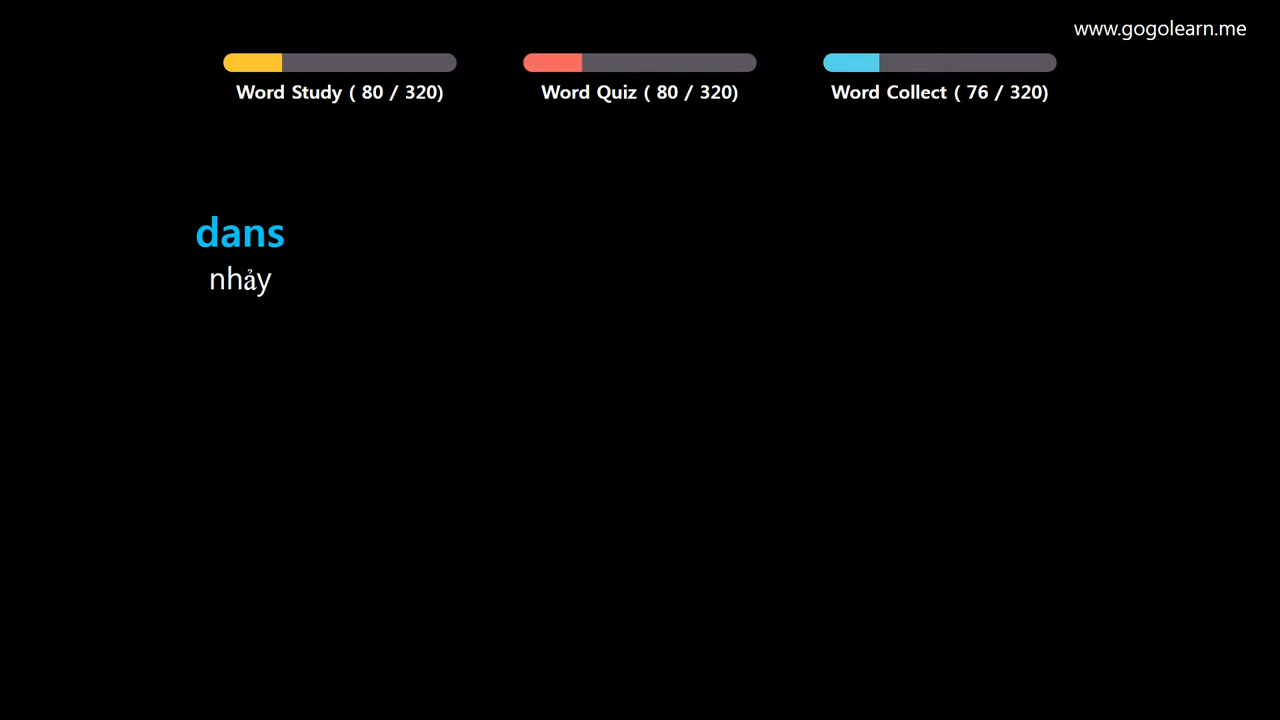 www.gogolearn.me
Word Study ( 80 / 320)
Word Quiz ( 80 / 320)
Word Collect ( 76 / 320)
dans
nhảy